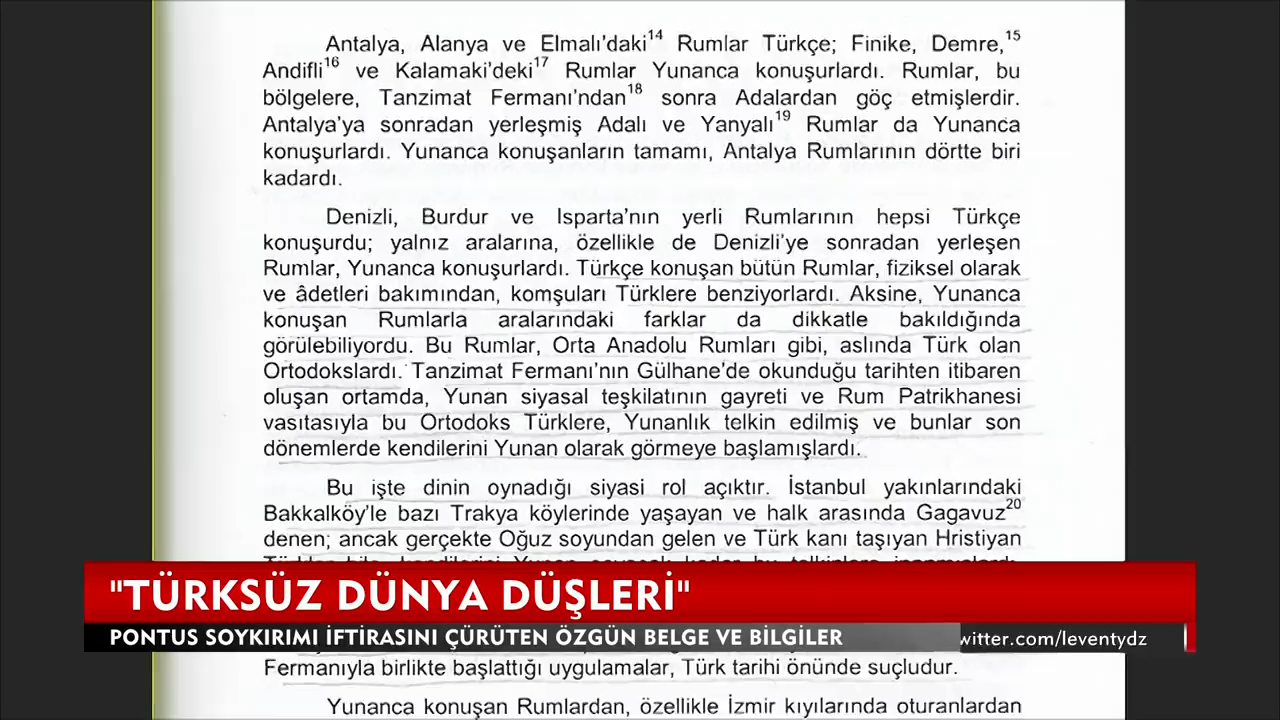 Antalya, Alanya ve Elmalı'daki14 Rumlar Türkçe; Finike, Demre,15
Andifli16 ve Kalamaki'deki17 Rumlar Yunanca konuşurlardı. Rumlar, bu
bölgelere, Tanzimat Fermanı'ndan18 sonra Adalardan göç etmişlerdir.
Antalya'ya sonradan yerleşmiş Adalı ve Yanyalı19 Rumlar da Yunanca
konuşurlardı. Yunanca konuşanların tamamı, Antalya Rumlarının dörtte biri
kadardı.
Denizli, Burdur ve Isparta'nın yerli Rumlarının hepsi Türkçe
konuşurdu; yalnız aralarına, özellikle de Denizli'ye sonradan yerleşen
Rumlar, Yunanca konuşurlardı. Türkçe konuşan bütün Rumlar, fiziksel olarak
ve âdetleri bakımından, komşuları Türklere benziyorlardı. Aksine, Yunanca
konuşan Rumlarla aralarındaki farklar da dikkatle bakıldığında
görülebiliyordu. Bu Rumlar, Orta Anadolu Rumları gibi, aslında Türk olan
Ortodokslardı. Tanzimat Fermanı'nın Gülhane'de okunduğu tarihten itibaren
oluşan ortamda, Yunan siyasal teşkilatının gayreti ve Rum Patrikhanesi
vasıtasıyla bu Ortodoks Türklere, Yunanlık telkin edilmiş ve bunlar son
dönemlerde kendilerini Yunan olarak görmeye başlamışlardı.
Bu işte dinin oynadığı siyasi rol açıktır. İstanbul yakınlarındaki
Bakkalköy'le bazı Trakya köylerinde yaşayan ve halk arasında Gagavuz20
denen; ancak gerçekte Oğuz soyundan gelen ve Türk kanı taşıyan Hristiyan
"TÜRKSÜZ DÜNYA DÜŞLERİ"
PONTUS SOYKIRIMI İFTİRASINI ÇÜRÜTEN ÖZGÜN BELGE VE BİLGİLER
witter.com/leventydz
Fermanıyla birlikte başlattığı uygulamalar, Türk tarihi önünde suçludur.
Yunanca konuşan Rumlardan, özellikle İzmir kıyılarında oturanlardan